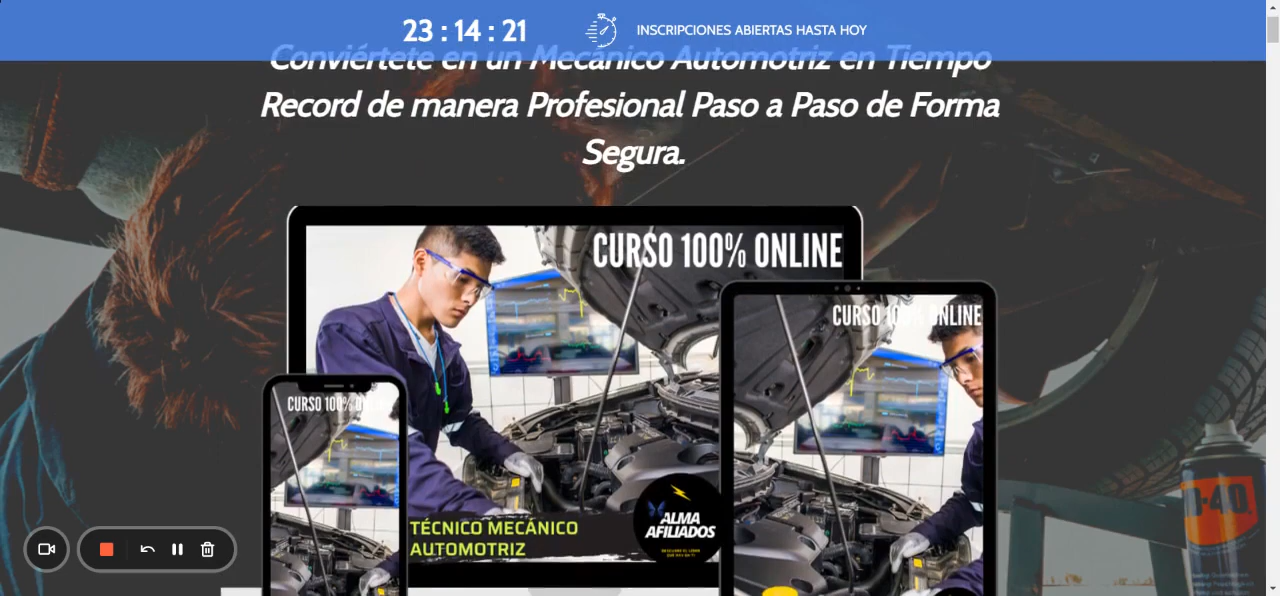 23 : 14 : 21
INSCRIPCIONES ABIERTAS HASTA HOY
Conviértete en un Mecánico Automotriz en Tiempo
Record de manera Profesional Paso a Paso de Forma
Segura.
CURSO 100% ONLINE
CURSO 100% ONLINE
CURSO 100% ONLINE
TÉCNICO MECÁNICO
AUTOMOTRIZ
ALMA
AFILIADOS